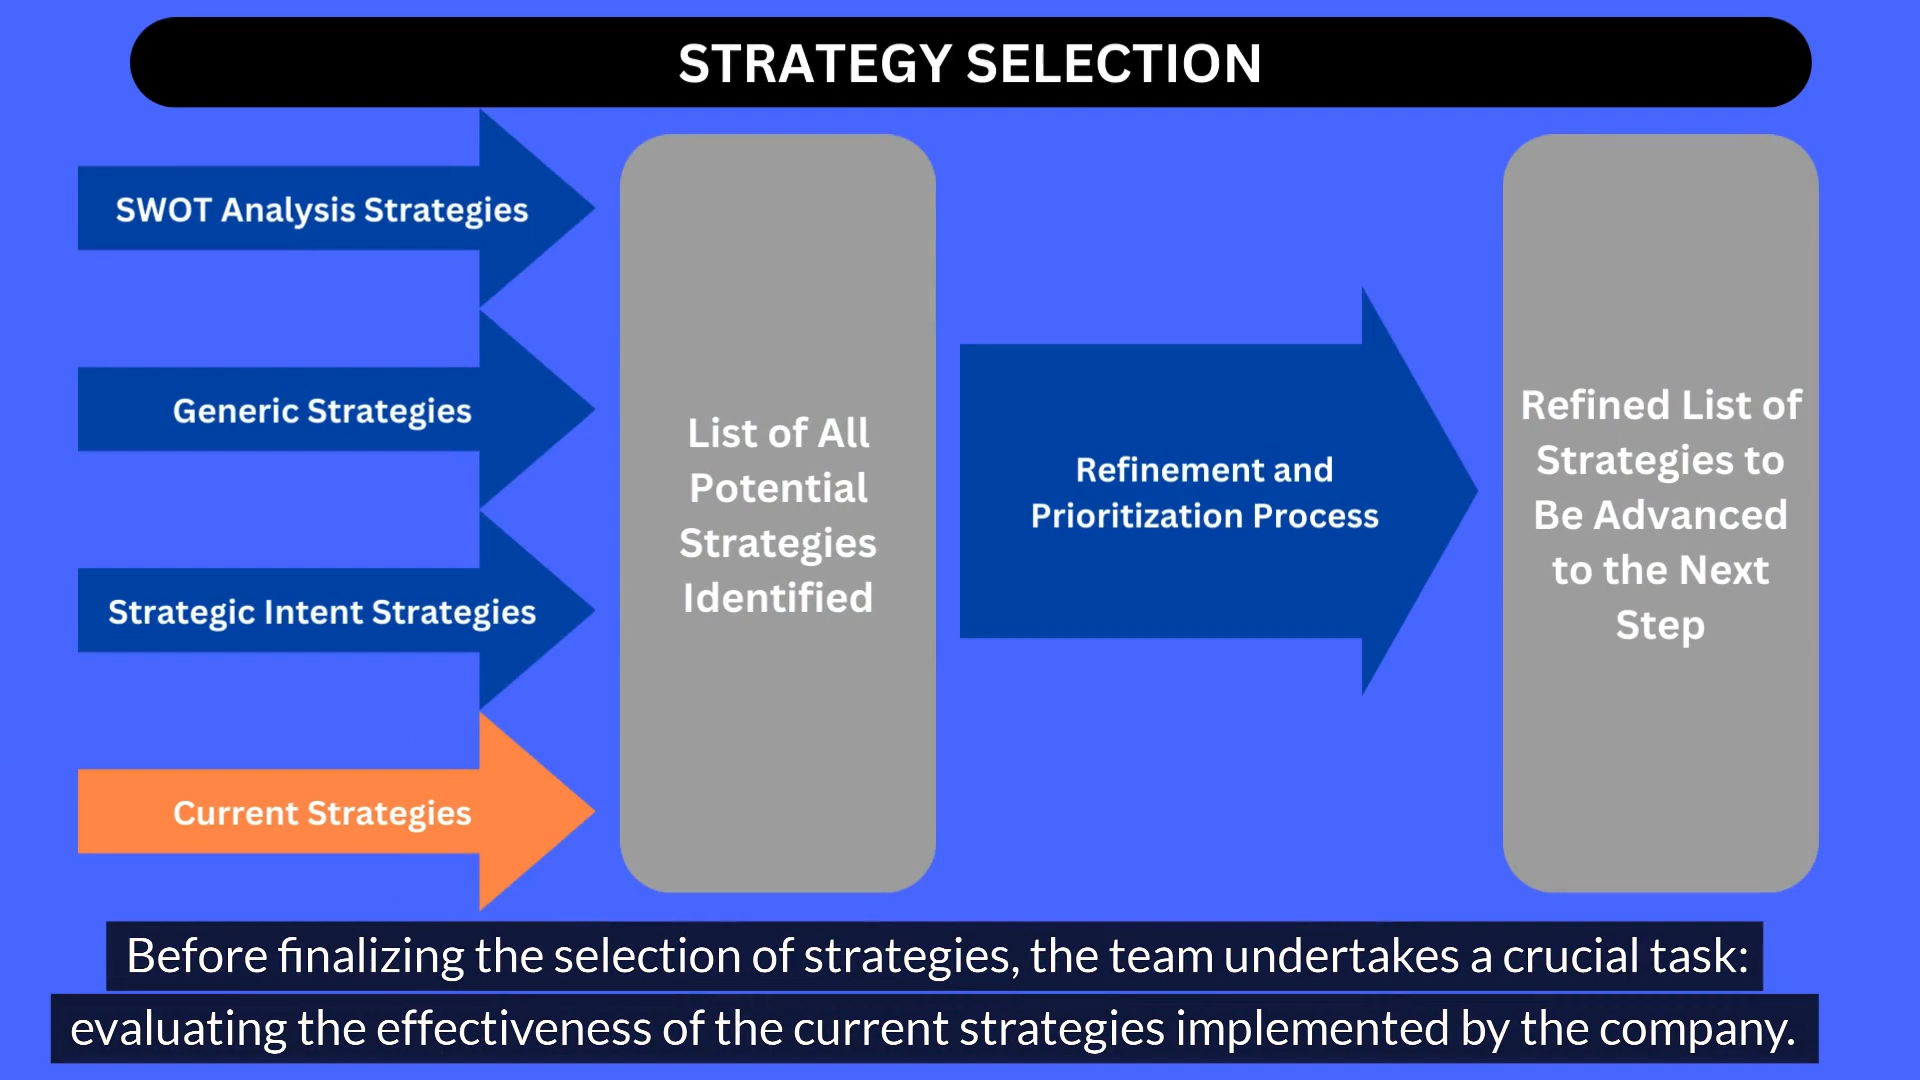 STRATEGY SELECTION
SWOT Analysis Strategies
Generic Strategies
Strategic Intent Strategies
Current Strategies
List of All
Potential
Strategies
Identified
Refinement and
Prioritization Process
Refined List of
Strategies to
Be Advanced
to the Next
Step
Before finalizing the selection of strategies, the team undertakes a crucial task:
evaluating the effectiveness of the current strategies implemented by the company.